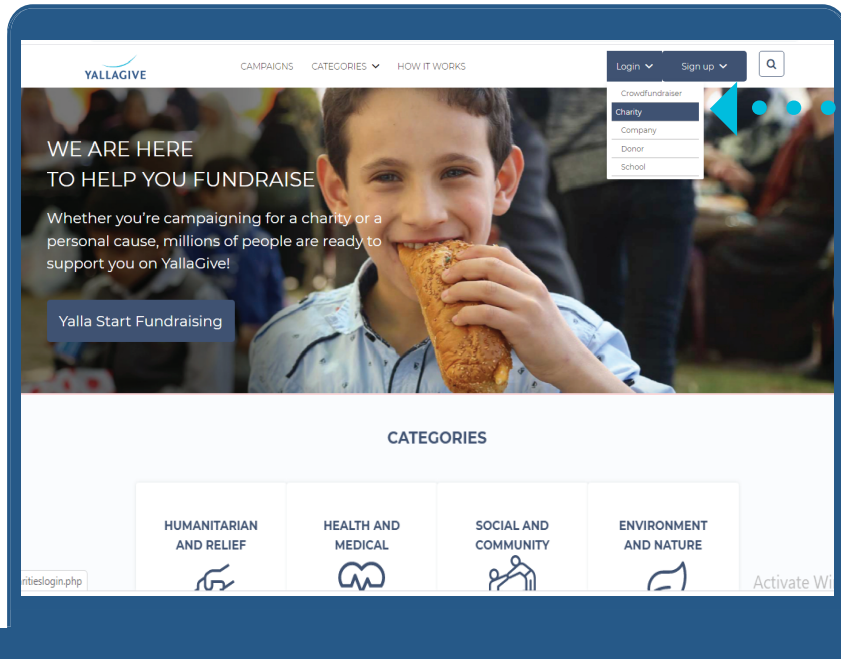 YALLAGIVE
CAMPAIGNS CATEGORIES HOW IT WORKS
Login Sign up
Crowdfundraiser
Charity
Company
Donor
School
WE ARE HERE
TO HELP YOU FUNDRAISE
Whether you're campaigning for a charity or a
personal cause, millions of people are ready to
support you on YallaGive!
Yalla Start Fundraising
CATEGORIES
HUMANITARIAN
AND RELIEF
HEALTH AND
MEDICAL
SOCIAL AND
COMMUNITY
ENVIRONMENT
AND NATURE
ritieslogin.php
Activate Wi